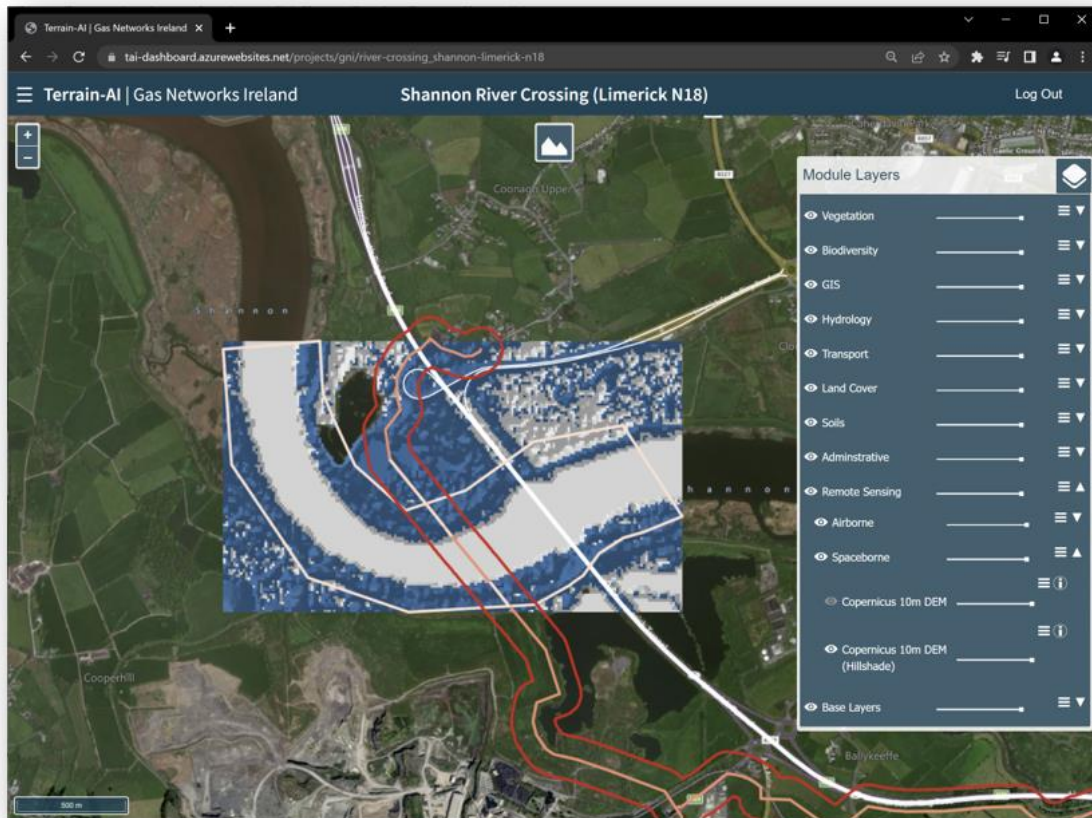 Terrain-AI | Gas Networks Ireland
tai-dashboard.azurewebsites.net/projects/gni/river-crossing_shannon-limerick-n18
Terrain-AI | Gas Networks Ireland
Shannon River Crossing (Limerick N18)
Log Out
+
−
Coonagh Upper
Gaelic Grounds
Module Layers
Vegetation
Biodiversity
GIS
Hydrology
Transport
Land Cover
Soils
Adminstrative
Remote Sensing
Airborne
Spaceborne
Copernicus 10m DEM
Copernicus 10m DEM
(Hillshade)
Base Layers
Shannon
Shannon
Cooperhill
Ballykeeffe
500 m